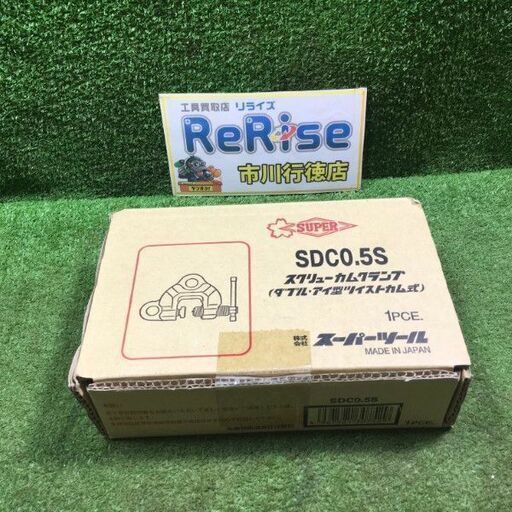 工具買取店 リライズ
ReRise
市川行徳店
SUPER
SDC0.5S
スクリューカムクランプ
(ダブル・アイ型ツイストカム式)
1PCE.
株式会社 スーパーツール
MADE IN JAPAN
SDC0.5S
1PCE.